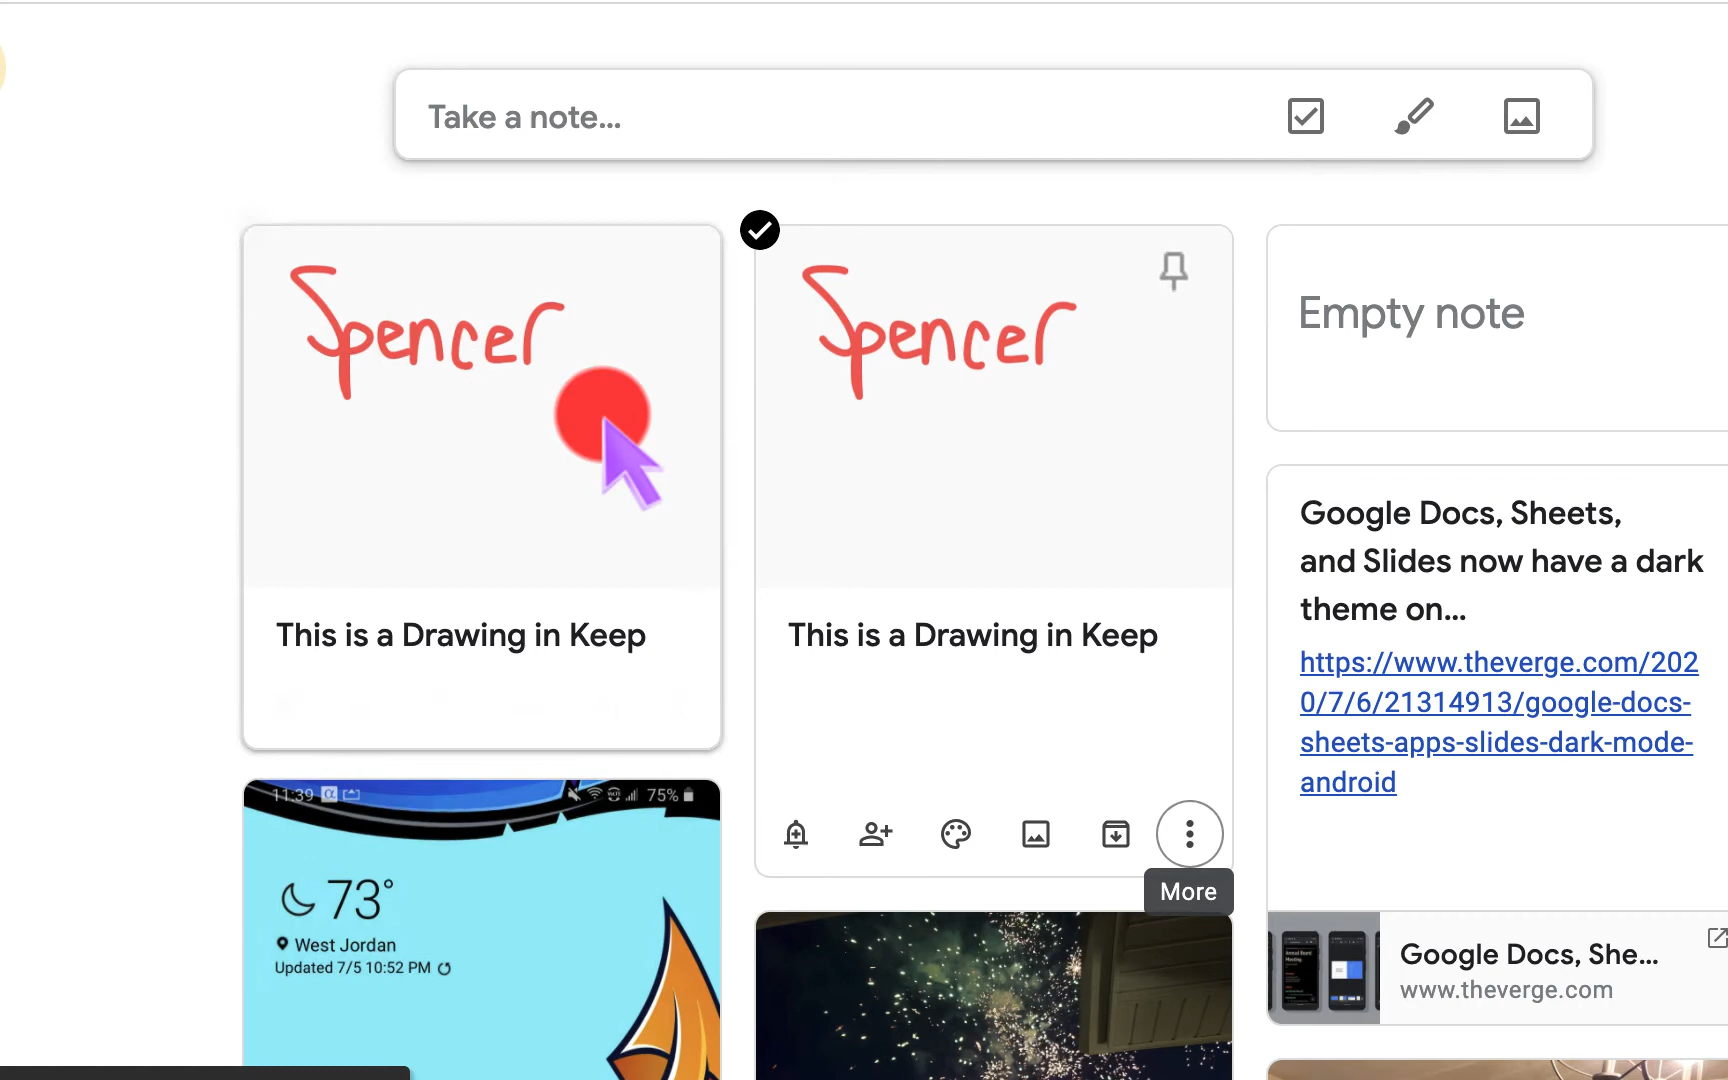 Take a note...
Spencer
This is a Drawing in Keep
Spencer
This is a Drawing in Keep
More
Empty note
Google Docs, Sheets,
and Slides now have a dark
theme on...
https://www.theverge.com/202
0/7/6/21314913/google-docs-
sheets-apps-slides-dark-mode-
android
Google Docs, She...
www.theverge.com
11:39
75%
73°
West Jordan
Updated 7/5 10:52 PM